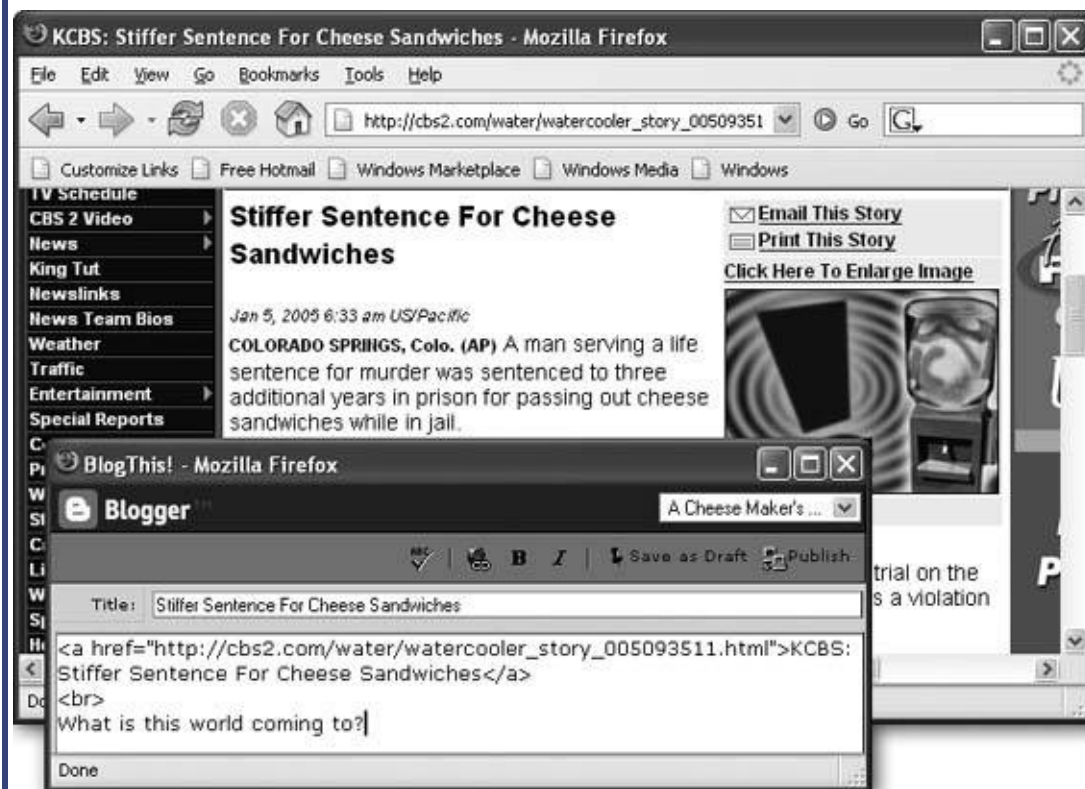 KCBS: Stiffer Sentence For Cheese Sandwiches - Mozilla Firefox
File Edit View Go Bookmarks Tools Help
http://cbs2.com/water/watercooler_story_00509351 Go G
Customize Links Free Hotmail Windows Marketplace Windows Media Windows
TV Schedule
CBS 2 Video
News
King Tut
Newslinks
News Team Bios
Weather
Traffic
Entertainment
Special Reports
Stiffer Sentence For Cheese
Sandwiches
Jan 5, 2005 6:33 am US/Pacific
COLORADO SPRINGS, Colo. (AP) A man serving a life
sentence for murder was sentenced to three
additional years in prison for passing out cheese
sandwiches while in jail.
Email This Story
Print This Story
Click Here To Enlarge Image
trial on the
s a violation
BlogThis! - Mozilla Firefox
Blogger
A Cheese Maker's ...
ABC B I Save as Draft Publish
Title: Stiffer Sentence For Cheese Sandwiches
<a href="http://cbs2.com/water/watercooler_story_005093511.html">KCBS:
Stiffer Sentence For Cheese Sandwiches</a>
<br>
What is this world coming to?
Done